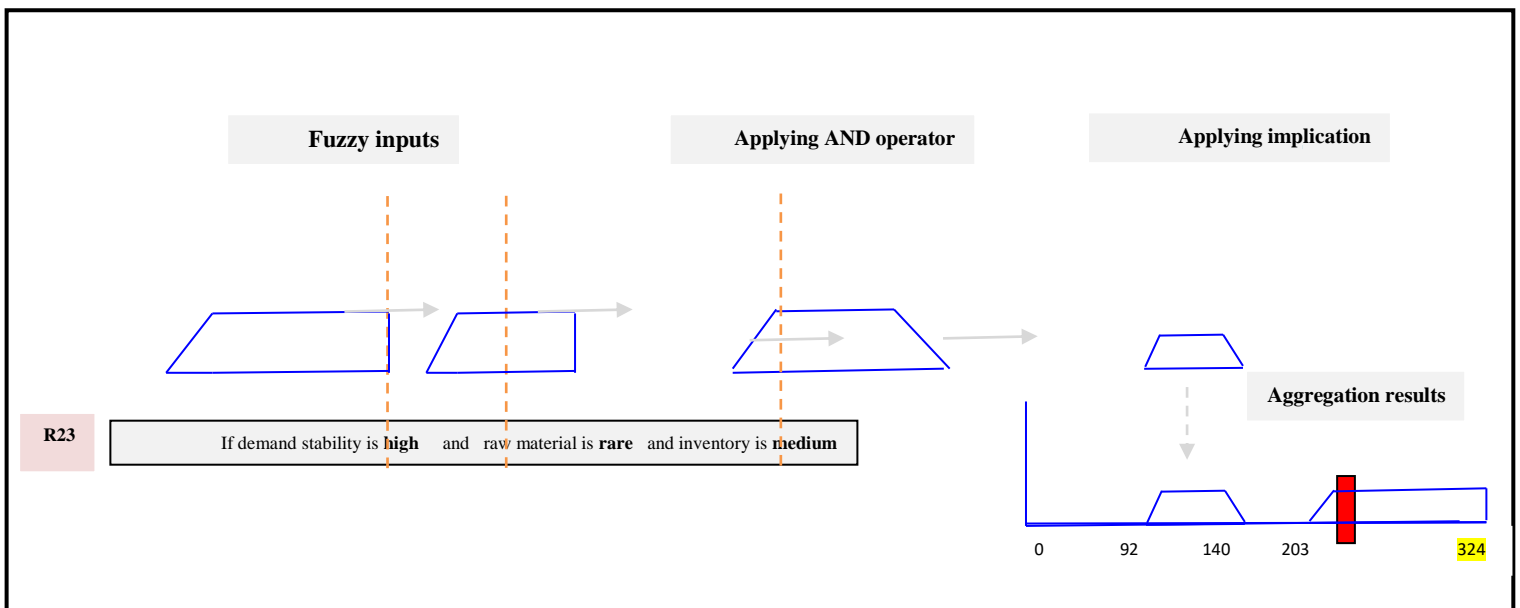 Fuzzy inputs
Applying AND operator
Applying implication
Aggregation results
R23
If demand stability is high and raw material is rare and inventory is medium
0 92 140 203 324